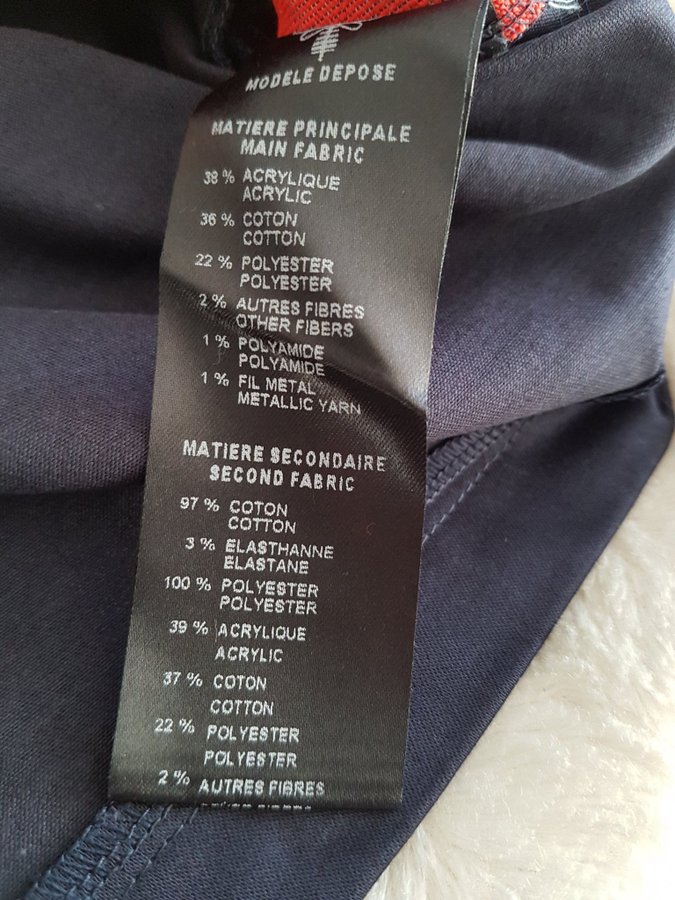 MODELE DEPOSE
MATIERE PRINCIPALE
MAIN FABRIC
38 % ACRYLIQUE
ACRYLIC
36 % COTON
COTTON
22 % POLYESTER
POLYESTER
2 % AUTRES FIBRES
OTHER FIBERS
1 % POLYAMIDE
POLYAMIDE
1 % FIL METAL
METALLIC YARN
MATIERE SECONDAIRE
SECOND FABRIC
97 % COTON
COTTON
3 % ELASTHANNE
ELASTANE
100 % POLYESTER
POLYESTER
39 % ACRYLIQUE
ACRYLIC
37 % COTON
COTTON
22 % POLYESTER
POLYESTER
2 % AUTRES FIBRES